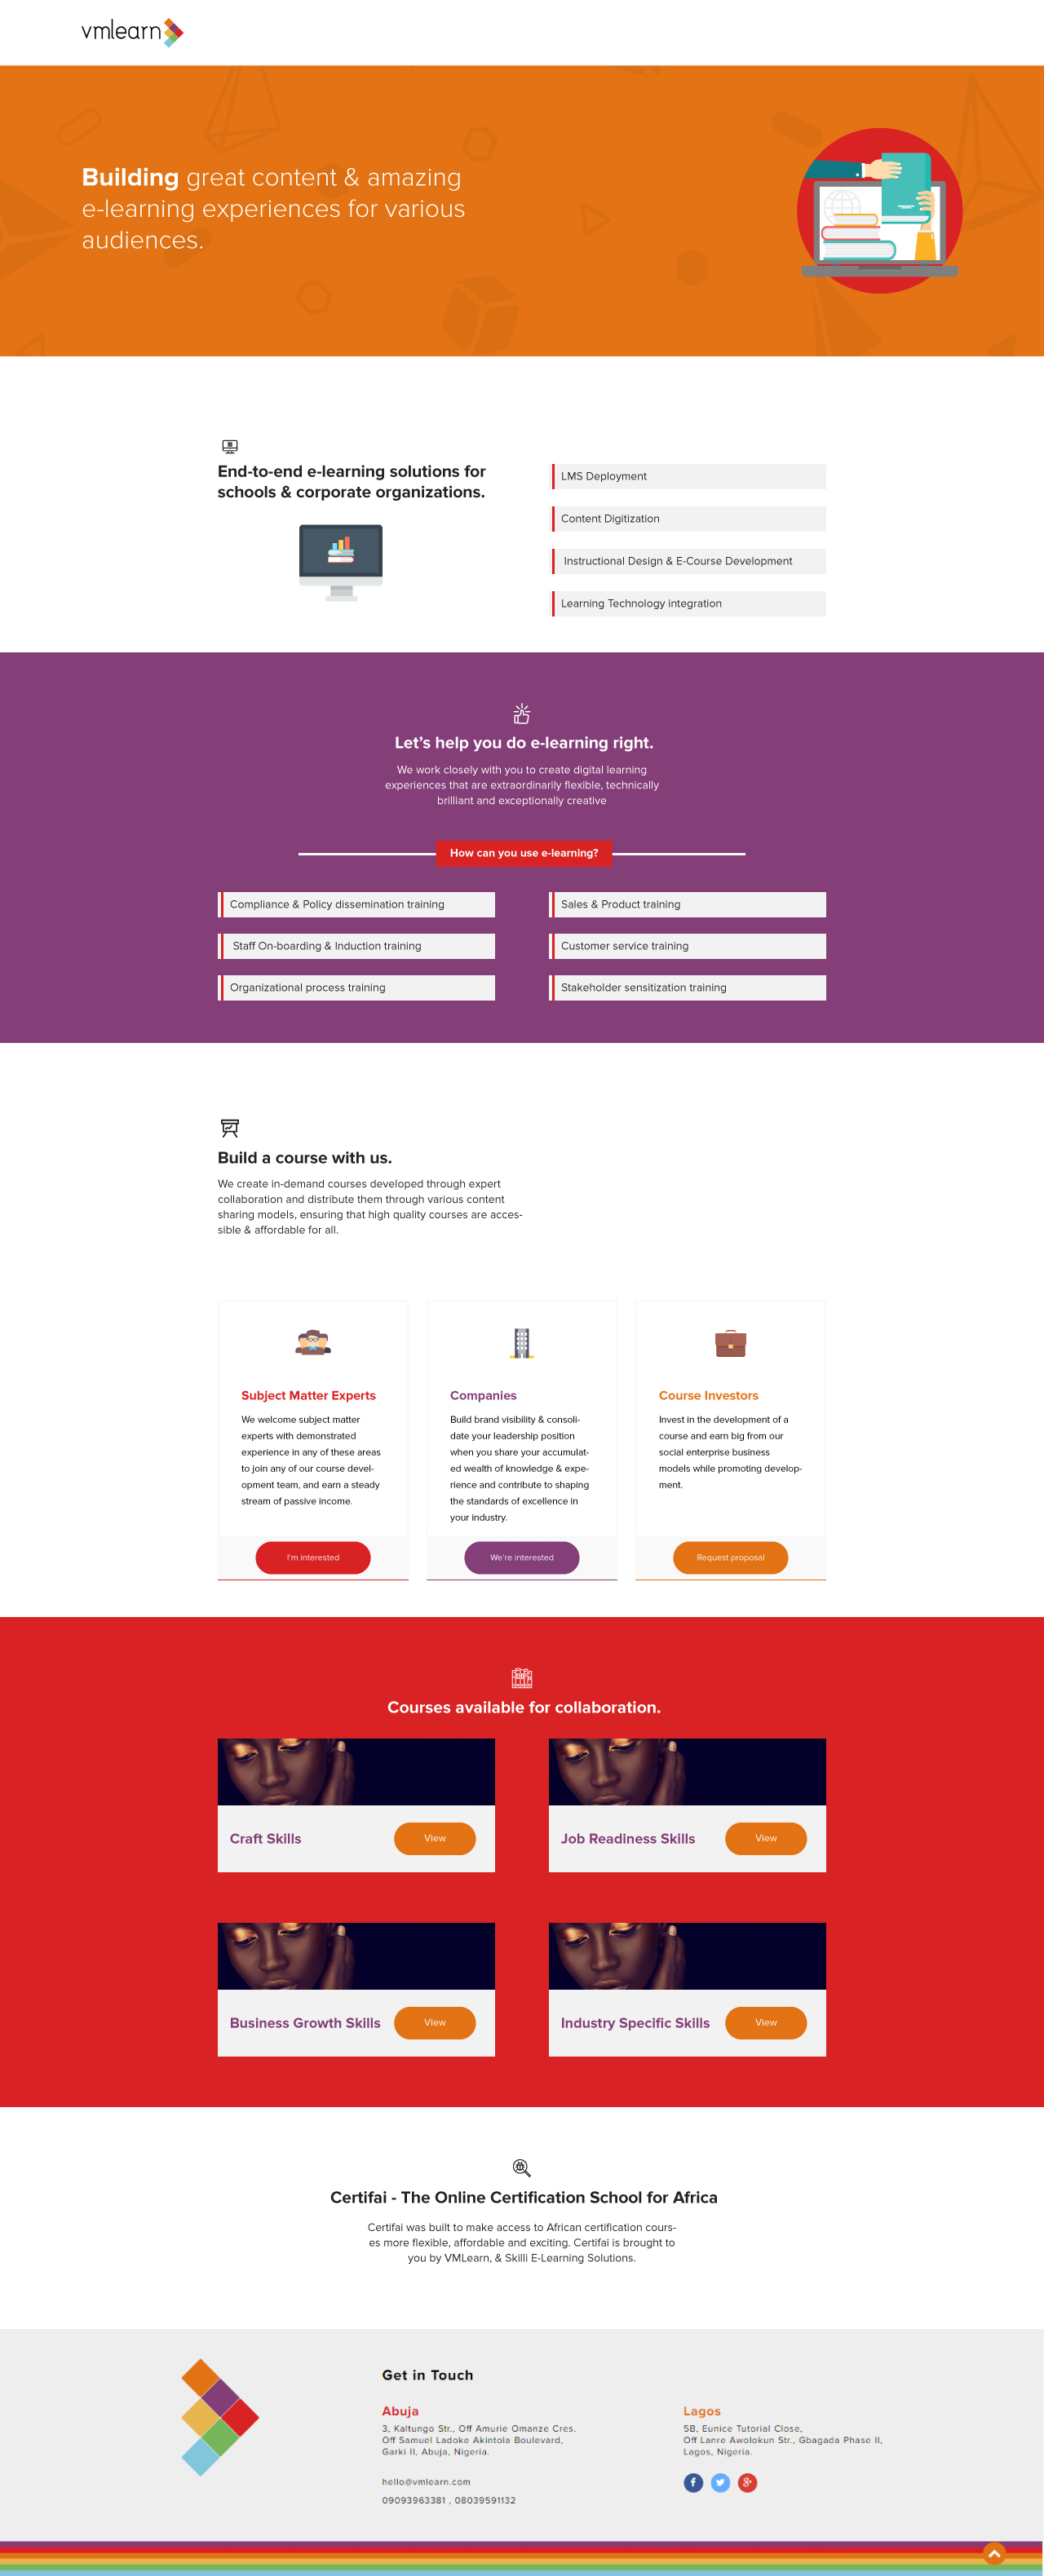 vmlearn
Building great content & amazing
e-learning experiences for various
audiences.
End-to-end e-learning solutions for
schools & corporate organizations.
LMS Deployment
Content Digitization
Instructional Design & E-Course Development
Learning Technology integration
Let's help you do e-learning right.
We work closely with you to create digital learning
experiences that are extraordinarily flexible, technically
brilliant and exceptionally creative
How can you use e-learning?
Compliance & Policy dissemination training
Sales & Product training
Staff On-boarding & Induction training
Customer service training
Organizational process training
Stakeholder sensitization training
Build a course with us.
We create in-demand courses developed through expert
collaboration and distribute them through various content
sharing models, ensuring that high quality courses are acces-
sible & affordable for all.
Subject Matter Experts
We welcome subject matter
experts with demonstrated
experience in any of these areas
to join any of our course devel-
opment team, and earn a steady
stream of passive income.
I'm interested
Companies
Build brand visibility & consoli-
date your leadership position
when you share your accumulat-
ed wealth of knowledge & expe-
rience and contribute to shaping
the standards of excellence in
your industry.
We're interested
Course Investors
Invest in the development of a
course and earn big from our
social enterprise business
models while promoting develop-
ment.
Request proposal
Courses available for collaboration.
Craft Skills
View
Job Readiness Skills
View
Business Growth Skills
View
Industry Specific Skills
View
Certifai - The Online Certification School for Africa
Certifai was built to make access to African certification cours-
es more flexible, affordable and exciting. Certifai is brought to
you by VMLearn, & Skilli E-Learning Solutions.
Get in Touch
Abuja
3, Kaltungo Str., Off Amurie Omanze Cres.
Off Samuel Ladoke Akintola Boulevard,
Garki II, Abuja, Nigeria.
hello@vmlearn.com
09093963381 , 08039591132
Lagos
5B, Eunice Tutorial Close,
Off Lanre Awolokun Str., Gbagada Phase II,
Lagos, Nigeria.